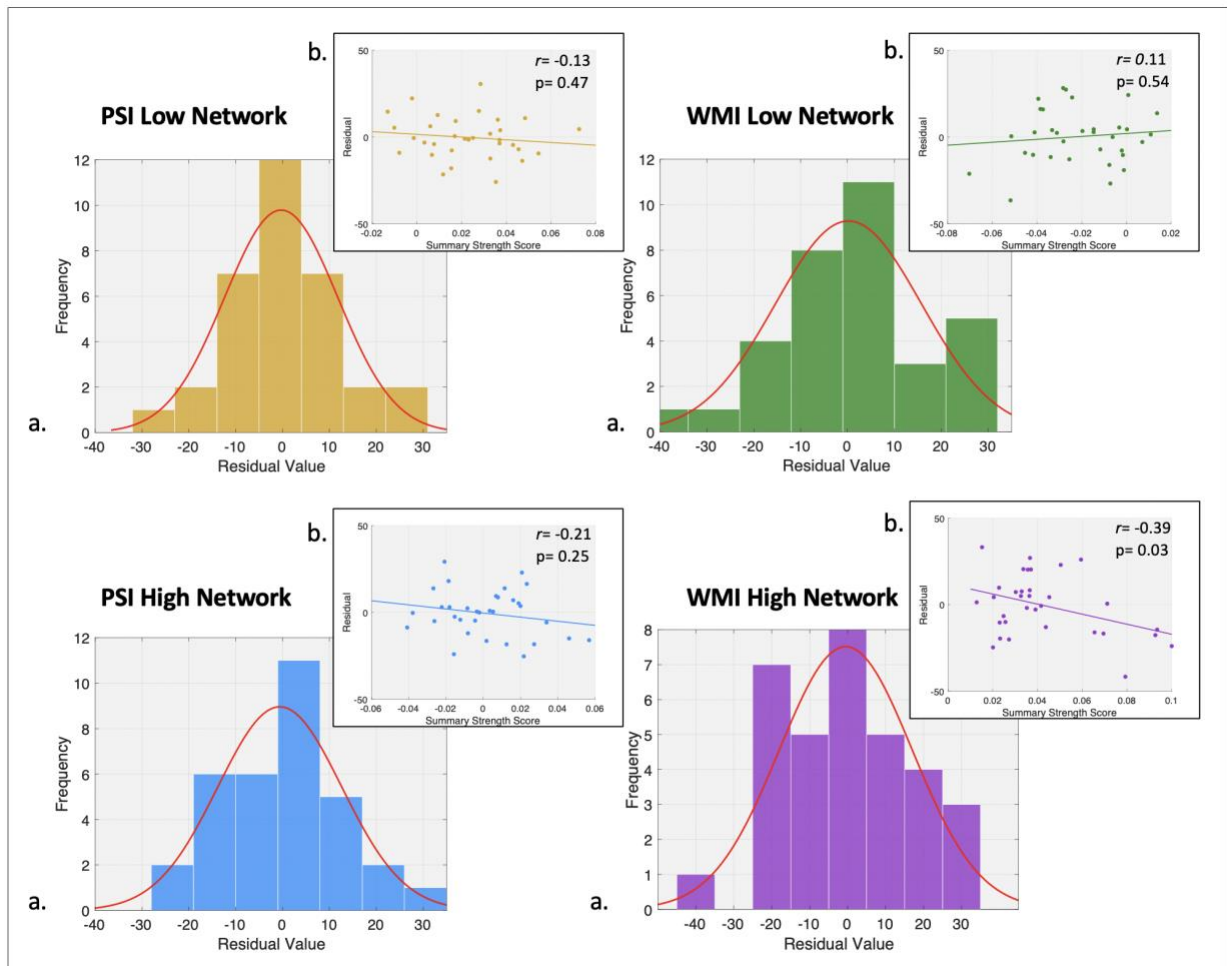 b.
r= -0.13
p= 0.47
PSI Low Network
50
0
-50
Residual
-0.02 0 0.02 0.04 0.06 0.08
Summary Strength Score
12
10
8
6
4
2
0
Frequency
a.
-40 -30 -20 -10 0 10 20 30
Residual Value
b.
r= 0.11
p= 0.54
WMI Low Network
50
0
-50
Residual
-0.08 -0.06 -0.04 -0.02 0 0.02
Summary Strength Score
12
10
8
6
4
2
0
Frequency
a.
-40 -30 -20 -10 0 10 20 30
Residual Value
b.
r= -0.21
p= 0.25
PSI High Network
50
0
-50
Residual
-0.06 -0.04 -0.02 0 0.02 0.04 0.06
Summary Strength Score
12
10
8
6
4
2
0
Frequency
a.
-40 -30 -20 -10 0 10 20 30
Residual Value
b.
r= -0.39
p= 0.03
WMI High Network
50
0
-50
Residual
0 0.02 0.04 0.06 0.08 0.1
Summary Strength Score
8
7
6
5
4
3
2
1
0
Frequency
a.
-40 -30 -20 -10 0 10 20 30
Residual Value